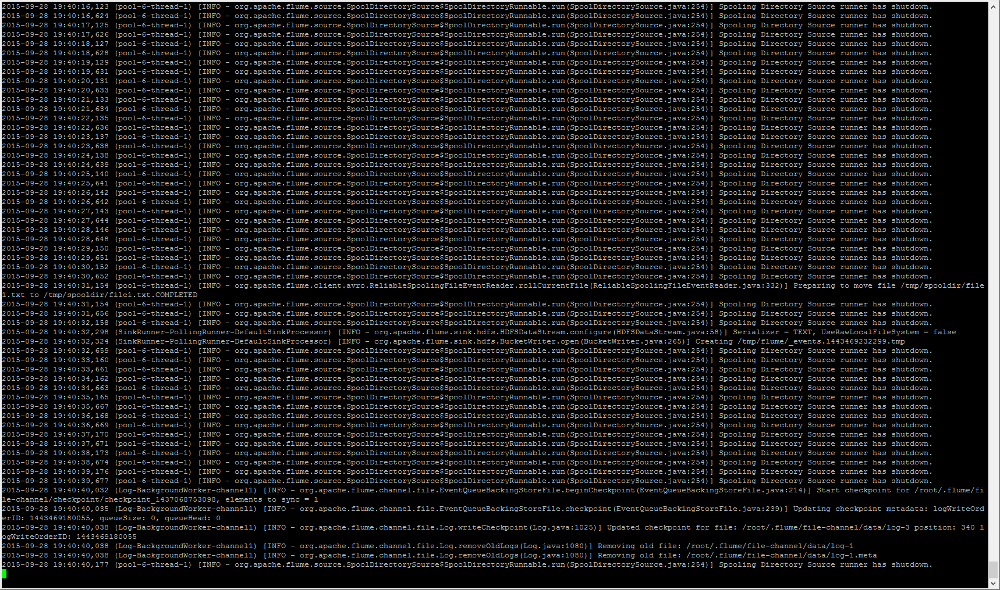 2015-09-28 19:40:16,123 (pool-6-thread-1) [INFO - org.apache.flume.source.SpoolDirectorySource$SpoolDirectoryRunnable.run(SpoolDirectorySource.java:254)] Spooling Directory Source runner has shutdown.
2015-09-28 19:40:16,624 (pool-6-thread-1) [INFO - org.apache.flume.source.SpoolDirectorySource$SpoolDirectoryRunnable.run(SpoolDirectorySource.java:254)] Spooling Directory Source runner has shutdown.
2015-09-28 19:40:17,125 (pool-6-thread-1) [INFO - org.apache.flume.source.SpoolDirectorySource$SpoolDirectoryRunnable.run(SpoolDirectorySource.java:254)] Spooling Directory Source runner has shutdown.
2015-09-28 19:40:17,626 (pool-6-thread-1) [INFO - org.apache.flume.source.SpoolDirectorySource$SpoolDirectoryRunnable.run(SpoolDirectorySource.java:254)] Spooling Directory Source runner has shutdown.
2015-09-28 19:40:18,127 (pool-6-thread-1) [INFO - org.apache.flume.source.SpoolDirectorySource$SpoolDirectoryRunnable.run(SpoolDirectorySource.java:254)] Spooling Directory Source runner has shutdown.
2015-09-28 19:40:18,628 (pool-6-thread-1) [INFO - org.apache.flume.source.SpoolDirectorySource$SpoolDirectoryRunnable.run(SpoolDirectorySource.java:254)] Spooling Directory Source runner has shutdown.
2015-09-28 19:40:19,129 (pool-6-thread-1) [INFO - org.apache.flume.source.SpoolDirectorySource$SpoolDirectoryRunnable.run(SpoolDirectorySource.java:254)] Spooling Directory Source runner has shutdown.
2015-09-28 19:40:19,631 (pool-6-thread-1) [INFO - org.apache.flume.source.SpoolDirectorySource$SpoolDirectoryRunnable.run(SpoolDirectorySource.java:254)] Spooling Directory Source runner has shutdown.
2015-09-28 19:40:20,131 (pool-6-thread-1) [INFO - org.apache.flume.source.SpoolDirectorySource$SpoolDirectoryRunnable.run(SpoolDirectorySource.java:254)] Spooling Directory Source runner has shutdown.
2015-09-28 19:40:20,633 (pool-6-thread-1) [INFO - org.apache.flume.source.SpoolDirectorySource$SpoolDirectoryRunnable.run(SpoolDirectorySource.java:254)] Spooling Directory Source runner has shutdown.
2015-09-28 19:40:21,133 (pool-6-thread-1) [INFO - org.apache.flume.source.SpoolDirectorySource$SpoolDirectoryRunnable.run(SpoolDirectorySource.java:254)] Spooling Directory Source runner has shutdown.
2015-09-28 19:40:21,634 (pool-6-thread-1) [INFO - org.apache.flume.source.SpoolDirectorySource$SpoolDirectoryRunnable.run(SpoolDirectorySource.java:254)] Spooling Directory Source runner has shutdown.
2015-09-28 19:40:22,135 (pool-6-thread-1) [INFO - org.apache.flume.source.SpoolDirectorySource$SpoolDirectoryRunnable.run(SpoolDirectorySource.java:254)] Spooling Directory Source runner has shutdown.
2015-09-28 19:40:22,636 (pool-6-thread-1) [INFO - org.apache.flume.source.SpoolDirectorySource$SpoolDirectoryRunnable.run(SpoolDirectorySource.java:254)] Spooling Directory Source runner has shutdown.
2015-09-28 19:40:23,137 (pool-6-thread-1) [INFO - org.apache.flume.source.SpoolDirectorySource$SpoolDirectoryRunnable.run(SpoolDirectorySource.java:254)] Spooling Directory Source runner has shutdown.
2015-09-28 19:40:23,638 (pool-6-thread-1) [INFO - org.apache.flume.source.SpoolDirectorySource$SpoolDirectoryRunnable.run(SpoolDirectorySource.java:254)] Spooling Directory Source runner has shutdown.
2015-09-28 19:40:24,138 (pool-6-thread-1) [INFO - org.apache.flume.source.SpoolDirectorySource$SpoolDirectoryRunnable.run(SpoolDirectorySource.java:254)] Spooling Directory Source runner has shutdown.
2015-09-28 19:40:24,639 (pool-6-thread-1) [INFO - org.apache.flume.source.SpoolDirectorySource$SpoolDirectoryRunnable.run(SpoolDirectorySource.java:254)] Spooling Directory Source runner has shutdown.
2015-09-28 19:40:25,140 (pool-6-thread-1) [INFO - org.apache.flume.source.SpoolDirectorySource$SpoolDirectoryRunnable.run(SpoolDirectorySource.java:254)] Spooling Directory Source runner has shutdown.
2015-09-28 19:40:25,641 (pool-6-thread-1) [INFO - org.apache.flume.source.SpoolDirectorySource$SpoolDirectoryRunnable.run(SpoolDirectorySource.java:254)] Spooling Directory Source runner has shutdown.
2015-09-28 19:40:26,142 (pool-6-thread-1) [INFO - org.apache.flume.source.SpoolDirectorySource$SpoolDirectoryRunnable.run(SpoolDirectorySource.java:254)] Spooling Directory Source runner has shutdown.
2015-09-28 19:40:26,642 (pool-6-thread-1) [INFO - org.apache.flume.source.SpoolDirectorySource$SpoolDirectoryRunnable.run(SpoolDirectorySource.java:254)] Spooling Directory Source runner has shutdown.
2015-09-28 19:40:27,143 (pool-6-thread-1) [INFO - org.apache.flume.source.SpoolDirectorySource$SpoolDirectoryRunnable.run(SpoolDirectorySource.java:254)] Spooling Directory Source runner has shutdown.
2015-09-28 19:40:27,644 (pool-6-thread-1) [INFO - org.apache.flume.source.SpoolDirectorySource$SpoolDirectoryRunnable.run(SpoolDirectorySource.java:254)] Spooling Directory Source runner has shutdown.
2015-09-28 19:40:28,146 (pool-6-thread-1) [INFO - org.apache.flume.source.SpoolDirectorySource$SpoolDirectoryRunnable.run(SpoolDirectorySource.java:254)] Spooling Directory Source runner has shutdown.
2015-09-28 19:40:28,648 (pool-6-thread-1) [INFO - org.apache.flume.source.SpoolDirectorySource$SpoolDirectoryRunnable.run(SpoolDirectorySource.java:254)] Spooling Directory Source runner has shutdown.
2015-09-28 19:40:29,150 (pool-6-thread-1) [INFO - org.apache.flume.source.SpoolDirectorySource$SpoolDirectoryRunnable.run(SpoolDirectorySource.java:254)] Spooling Directory Source runner has shutdown.
2015-09-28 19:40:29,651 (pool-6-thread-1) [INFO - org.apache.flume.source.SpoolDirectorySource$SpoolDirectoryRunnable.run(SpoolDirectorySource.java:254)] Spooling Directory Source runner has shutdown.
2015-09-28 19:40:30,152 (pool-6-thread-1) [INFO - org.apache.flume.source.SpoolDirectorySource$SpoolDirectoryRunnable.run(SpoolDirectorySource.java:254)] Spooling Directory Source runner has shutdown.
2015-09-28 19:40:30,652 (pool-6-thread-1) [INFO - org.apache.flume.source.SpoolDirectorySource$SpoolDirectoryRunnable.run(SpoolDirectorySource.java:254)] Spooling Directory Source runner has shutdown.
2015-09-28 19:40:31,154 (pool-6-thread-1) [INFO - org.apache.flume.client.avro.ReliableSpoolingFileEventReader.rollCurrentFile(ReliableSpoolingFileEventReader.java:332)] Preparing to move file /tmp/spooldir/file
1.txt to /tmp/spooldir/file1.txt.COMPLETED
2015-09-28 19:40:31,154 (pool-6-thread-1) [INFO - org.apache.flume.source.SpoolDirectorySource$SpoolDirectoryRunnable.run(SpoolDirectorySource.java:254)] Spooling Directory Source runner has shutdown.
2015-09-28 19:40:31,656 (pool-6-thread-1) [INFO - org.apache.flume.source.SpoolDirectorySource$SpoolDirectoryRunnable.run(SpoolDirectorySource.java:254)] Spooling Directory Source runner has shutdown.
2015-09-28 19:40:32,158 (pool-6-thread-1) [INFO - org.apache.flume.source.SpoolDirectorySource$SpoolDirectoryRunnable.run(SpoolDirectorySource.java:254)] Spooling Directory Source runner has shutdown.
2015-09-28 19:40:32,298 (SinkRunner-PollingRunner-DefaultSinkProcessor) [INFO - org.apache.flume.sink.hdfs.HDFSDataStream.configure(HDFSDataStream.java:58)] Serializer = TEXT, UseRawLocalFileSystem = false
2015-09-28 19:40:32,324 (SinkRunner-PollingRunner-DefaultSinkProcessor) [INFO - org.apache.flume.sink.hdfs.BucketWriter.open(BucketWriter.java:265)] Creating /tmp/flume/_events.1443469232299.tmp
2015-09-28 19:40:32,659 (pool-6-thread-1) [INFO - org.apache.flume.source.SpoolDirectorySource$SpoolDirectoryRunnable.run(SpoolDirectorySource.java:254)] Spooling Directory Source runner has shutdown.
2015-09-28 19:40:33,160 (pool-6-thread-1) [INFO - org.apache.flume.source.SpoolDirectorySource$SpoolDirectoryRunnable.run(SpoolDirectorySource.java:254)] Spooling Directory Source runner has shutdown.
2015-09-28 19:40:33,661 (pool-6-thread-1) [INFO - org.apache.flume.source.SpoolDirectorySource$SpoolDirectoryRunnable.run(SpoolDirectorySource.java:254)] Spooling Directory Source runner has shutdown.
2015-09-28 19:40:34,162 (pool-6-thread-1) [INFO - org.apache.flume.source.SpoolDirectorySource$SpoolDirectoryRunnable.run(SpoolDirectorySource.java:254)] Spooling Directory Source runner has shutdown.
2015-09-28 19:40:34,663 (pool-6-thread-1) [INFO - org.apache.flume.source.SpoolDirectorySource$SpoolDirectoryRunnable.run(SpoolDirectorySource.java:254)] Spooling Directory Source runner has shutdown.
2015-09-28 19:40:35,165 (pool-6-thread-1) [INFO - org.apache.flume.source.SpoolDirectorySource$SpoolDirectoryRunnable.run(SpoolDirectorySource.java:254)] Spooling Directory Source runner has shutdown.
2015-09-28 19:40:35,667 (pool-6-thread-1) [INFO - org.apache.flume.source.SpoolDirectorySource$SpoolDirectoryRunnable.run(SpoolDirectorySource.java:254)] Spooling Directory Source runner has shutdown.
2015-09-28 19:40:36,168 (pool-6-thread-1) [INFO - org.apache.flume.source.SpoolDirectorySource$SpoolDirectoryRunnable.run(SpoolDirectorySource.java:254)] Spooling Directory Source runner has shutdown.
2015-09-28 19:40:36,669 (pool-6-thread-1) [INFO - org.apache.flume.source.SpoolDirectorySource$SpoolDirectoryRunnable.run(SpoolDirectorySource.java:254)] Spooling Directory Source runner has shutdown.
2015-09-28 19:40:37,170 (pool-6-thread-1) [INFO - org.apache.flume.source.SpoolDirectorySource$SpoolDirectoryRunnable.run(SpoolDirectorySource.java:254)] Spooling Directory Source runner has shutdown.
2015-09-28 19:40:37,671 (pool-6-thread-1) [INFO - org.apache.flume.source.SpoolDirectorySource$SpoolDirectoryRunnable.run(SpoolDirectorySource.java:254)] Spooling Directory Source runner has shutdown.
2015-09-28 19:40:38,173 (pool-6-thread-1) [INFO - org.apache.flume.source.SpoolDirectorySource$SpoolDirectoryRunnable.run(SpoolDirectorySource.java:254)] Spooling Directory Source runner has shutdown.
2015-09-28 19:40:38,674 (pool-6-thread-1) [INFO - org.apache.flume.source.SpoolDirectorySource$SpoolDirectoryRunnable.run(SpoolDirectorySource.java:254)] Spooling Directory Source runner has shutdown.
2015-09-28 19:40:39,176 (pool-6-thread-1) [INFO - org.apache.flume.source.SpoolDirectorySource$SpoolDirectoryRunnable.run(SpoolDirectorySource.java:254)] Spooling Directory Source runner has shutdown.
2015-09-28 19:40:39,677 (pool-6-thread-1) [INFO - org.apache.flume.source.SpoolDirectorySource$SpoolDirectoryRunnable.run(SpoolDirectorySource.java:254)] Spooling Directory Source runner has shutdown.
2015-09-28 19:40:40,032 (Log-BackgroundWorker-channel1) [INFO - org.apache.flume.channel.file.EventQueueBackingStoreFile.beginCheckpoint(EventQueueBackingStoreFile.java:214)] Start checkpoint for /root/.flume/fi
le-channel/checkpoint/checkpoint_1437068753098, elements to sync = 1
2015-09-28 19:40:40,035 (Log-BackgroundWorker-channel1) [INFO - org.apache.flume.channel.file.EventQueueBackingStoreFile.checkpoint(EventQueueBackingStoreFile.java:239)] Updating checkpoint metadata: logWriteOrd
erID: 1443469180055, queueSize: 0, queueHead: 0
2015-09-28 19:40:40,038 (Log-BackgroundWorker-channel1) [INFO - org.apache.flume.channel.file.Log.writeCheckpoint(Log.java:1025)] Updated checkpoint for file: /root/.flume/file-channel/data/log-3 position: 340 l
ogWriteOrderID: 1443469180055
2015-09-28 19:40:40,038 (Log-BackgroundWorker-channel1) [INFO - org.apache.flume.channel.file.Log.removeOldLogs(Log.java:1080)] Removing old file: /root/.flume/file-channel/data/log-1
2015-09-28 19:40:40,038 (Log-BackgroundWorker-channel1) [INFO - org.apache.flume.channel.file.Log.removeOldLogs(Log.java:1080)] Removing old file: /root/.flume/file-channel/data/log-1.meta
2015-09-28 19:40:40,177 (pool-6-thread-1) [INFO - org.apache.flume.source.SpoolDirectorySource$SpoolDirectoryRunnable.run(SpoolDirectorySource.java:254)] Spooling Directory Source runner has shutdown.